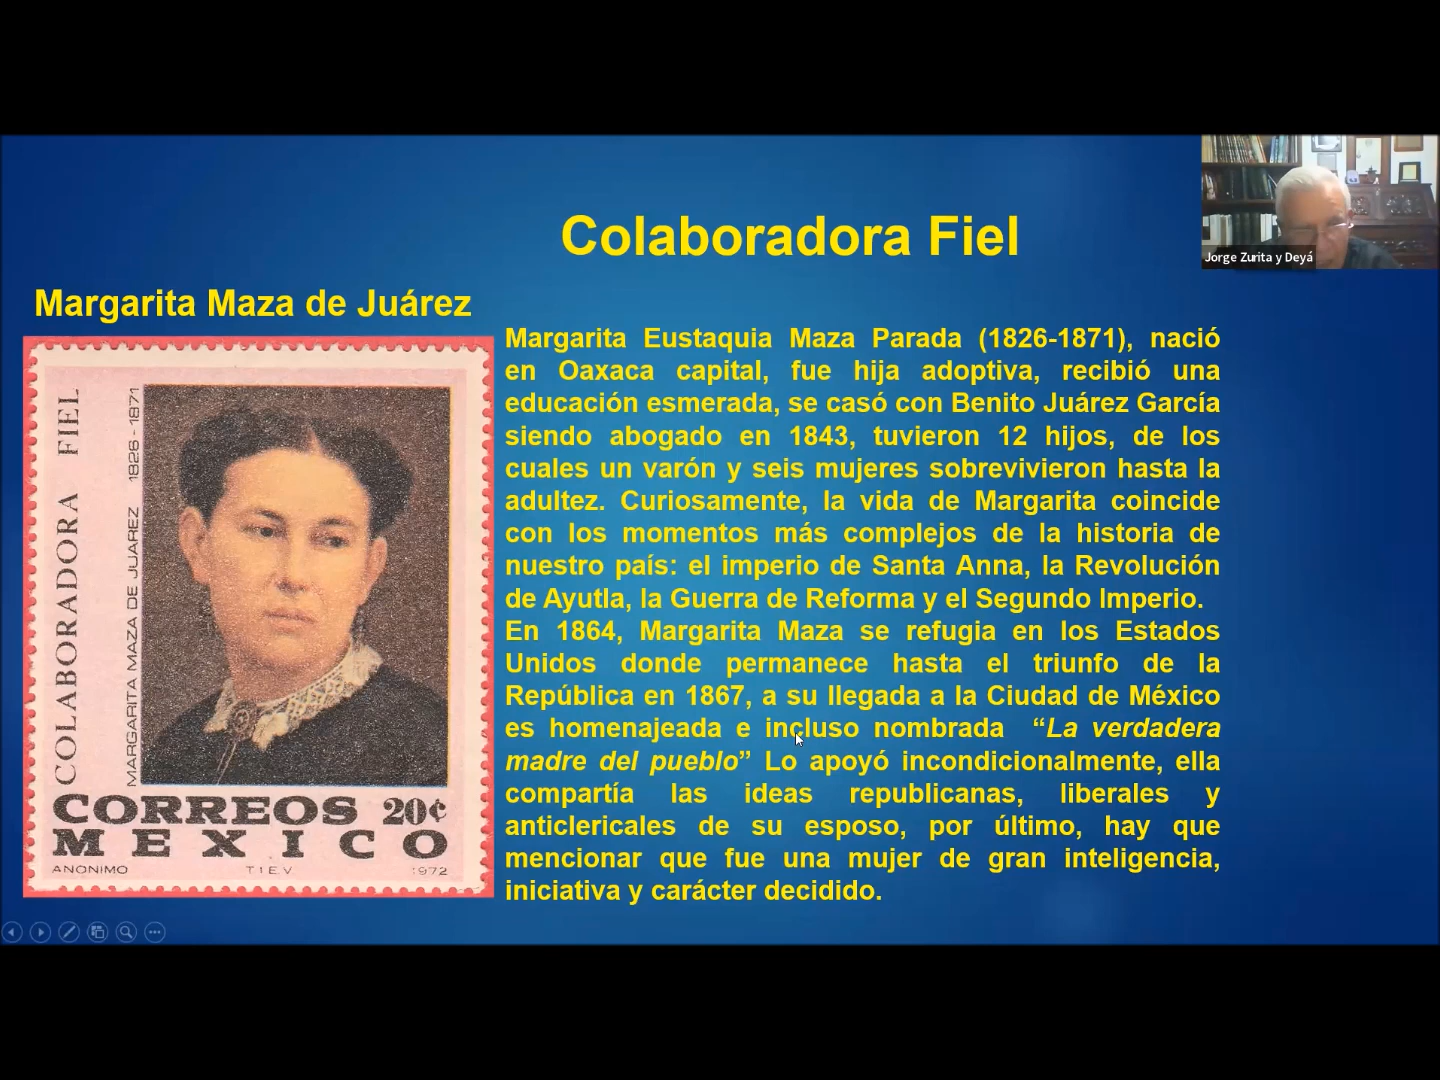 Colaboradora Fiel
Jorge Zurita y Deyá
Margarita Maza de Juárez
COLABORADORA FIEL
MARGARITA MAZA DE JUAREZ 1826-1871
CORREOS 20¢
MEXICO
ANONIMO TIEV 1972
Margarita Eustaquia Maza Parada (1826-1871), nació
en Oaxaca capital, fue hija adoptiva, recibió una
educación esmerada, se casó con Benito Juárez García
siendo abogado en 1843, tuvieron 12 hijos, de los
cuales un varón y seis mujeres sobrevivieron hasta la
adultez. Curiosamente, la vida de Margarita coincide
con los momentos más complejos de la historia de
nuestro país: el imperio de Santa Anna, la Revolución
de Ayutla, la Guerra de Reforma y el Segundo Imperio.
En 1864, Margarita Maza se refugia en los Estados
Unidos donde permanece hasta el triunfo de la
República en 1867, a su llegada a la Ciudad de México
es homenajeada e incluso nombrada “La verdadera
madre del pueblo” Lo apoyó incondicionalmente, ella
compartía las ideas republicanas, liberales y
anticlericales de su esposo, por último, hay que
mencionar que fue una mujer de gran inteligencia,
iniciativa y carácter decidido.